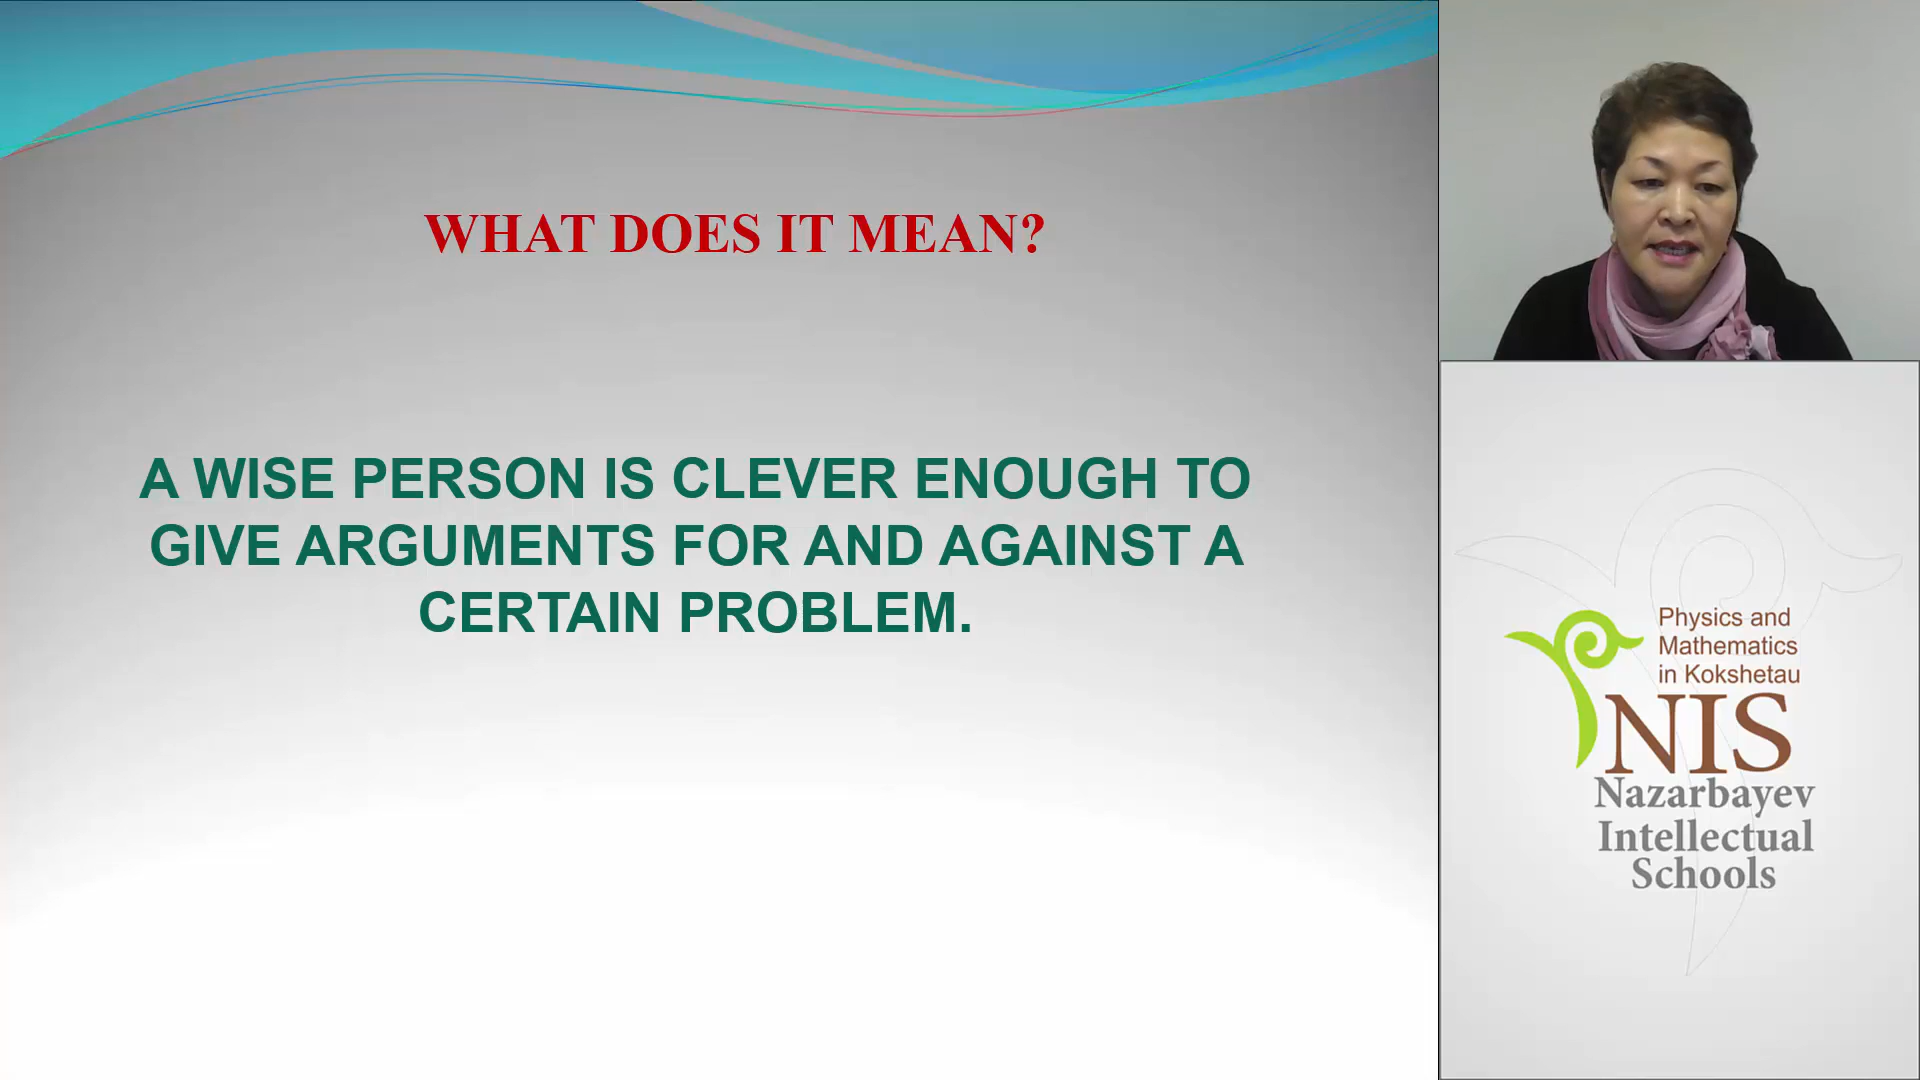 WHAT DOES IT MEAN?
A WISE PERSON IS CLEVER ENOUGH TO
GIVE ARGUMENTS FOR AND AGAINST A
CERTAIN PROBLEM.
Physics and
Mathematics
in Kokshetau
NIS
Nazarbayev
Intellectual
Schools